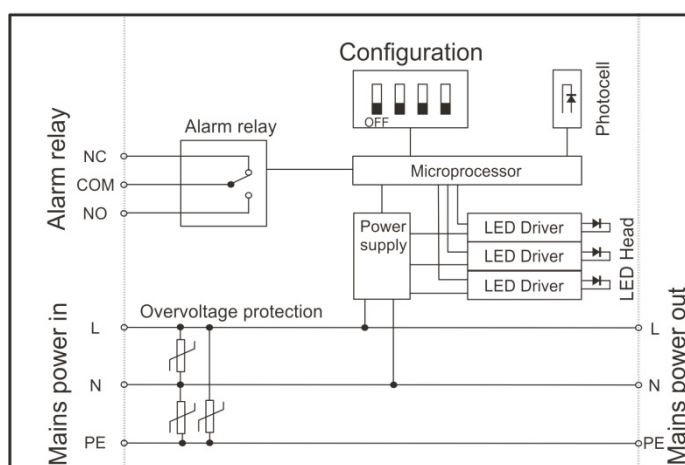 Configuration
OFF
Photocell
Alarm relay
Alarm relay
NC
COM
NO
Microprocessor
Power
supply
LED Driver
LED Driver
LED Driver
LED Head
Overvoltage protection
Mains power in
L
N
PE
L
N
PE
Mains power out